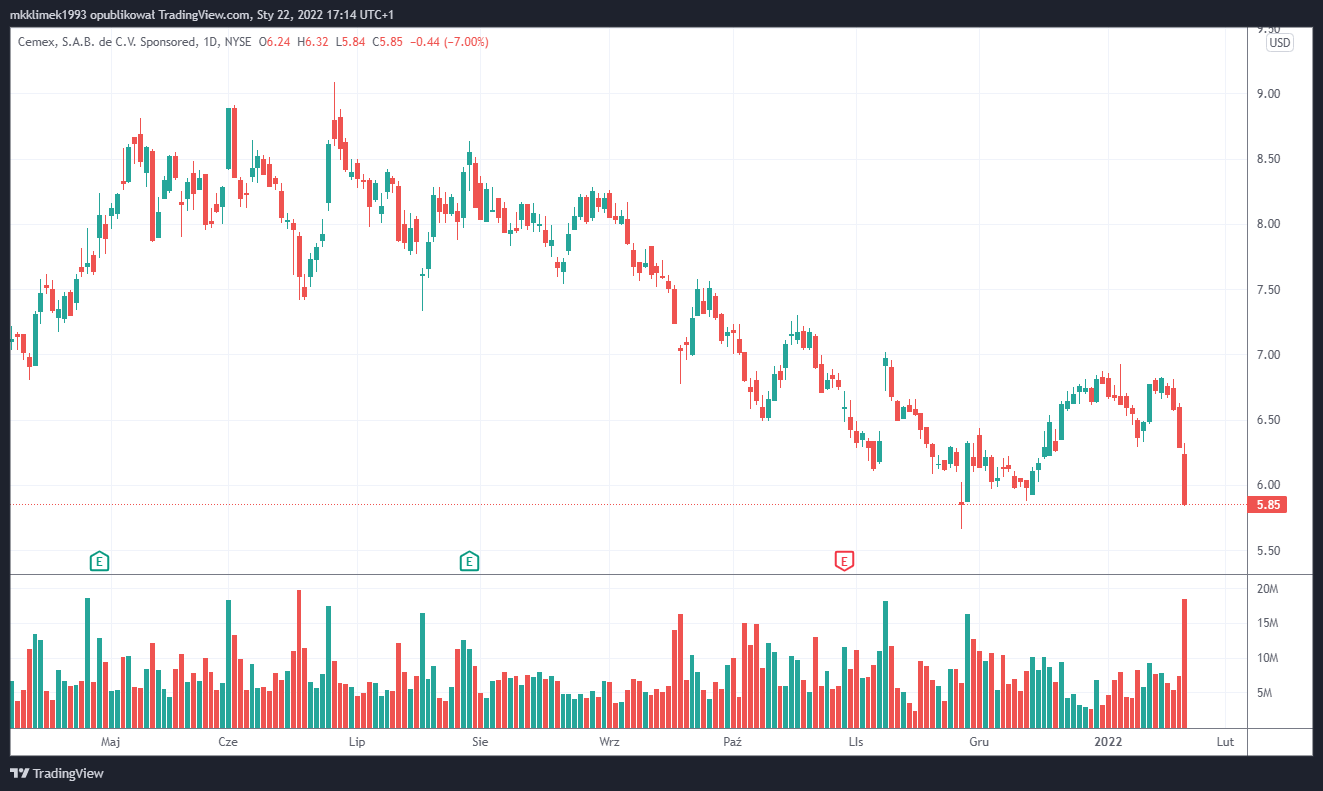 mkklimek1993 opublikował TradingView.com, Sty 22, 2022 17:14 UTC+1
Cemex, S.A.B. de C.V. Sponsored, 1D, NYSE O6.24 H6.32 L5.84 C5.85 −0.44 (−7.00%)
9.50
USD
9.00
8.50
8.00
7.50
7.00
6.50
6.00
5.85
5.50
E E E
20M
15M
10M
5M
Maj Cze Lip Sie Wrz Paź LIs Gru 2022 Lut
TradingView